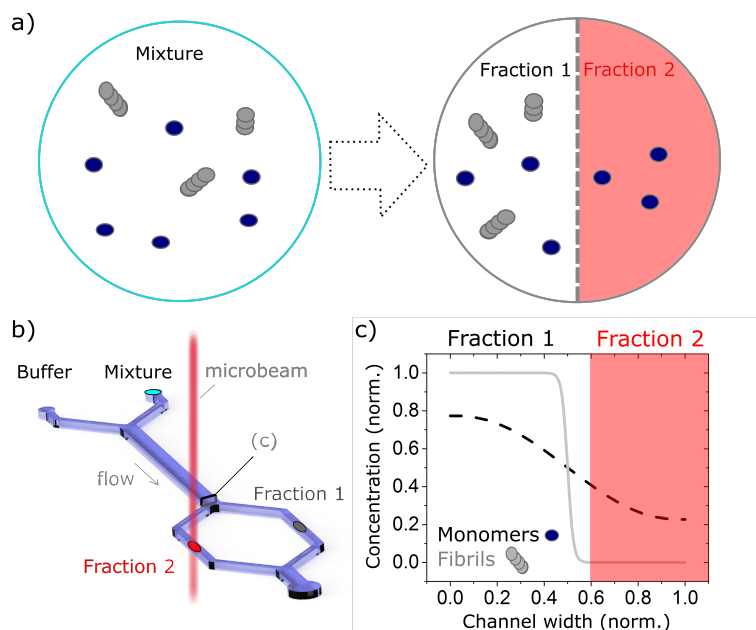 a)
Mixture
Fraction 1
Fraction 2
b)
Buffer
Mixture
microbeam
(c)
flow
Fraction 1
Fraction 2
c)
Fraction 1
Fraction 2
Concentration (norm.)
1.0
0.8
0.6
0.4
0.2
0.0
Monomers
Fibrils
0.0 0.2 0.4 0.6 0.8 1.0
Channel width (norm.)